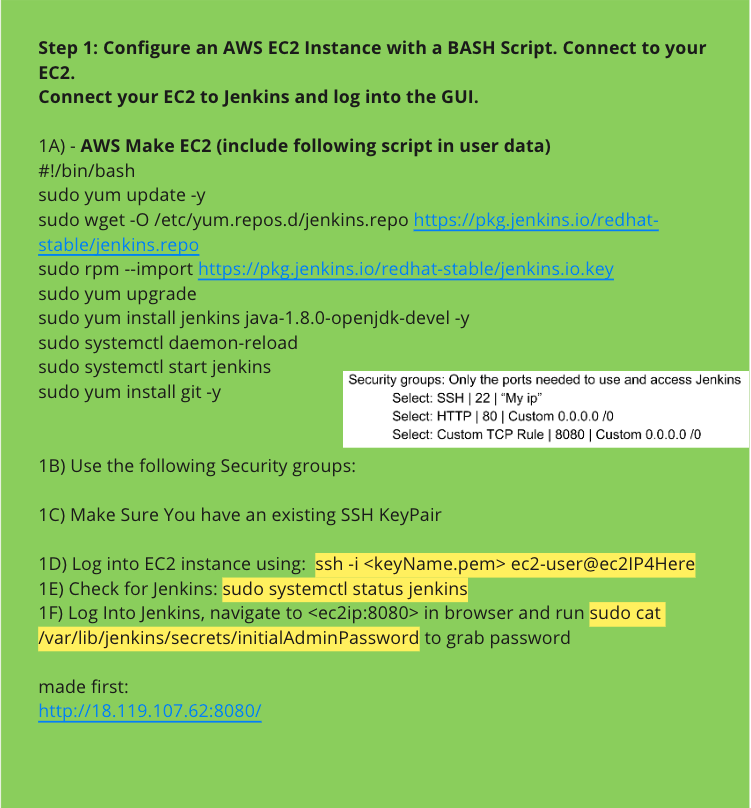 Step 1: Configure an AWS EC2 Instance with a BASH Script. Connect to your
EC2.
Connect your EC2 to Jenkins and log into the GUI.
1A) - AWS Make EC2 (include following script in user data)
#!/bin/bash
sudo yum update -y
sudo wget -O /etc/yum.repos.d/jenkins.repo https://pkg.jenkins.io/redhat-
stable/jenkins.repo
sudo rpm --import https://pkg.jenkins.io/redhat-stable/jenkins.io.key
sudo yum upgrade
sudo yum install jenkins java-1.8.0-openjdk-devel -y
sudo systemctl daemon-reload
sudo systemctl start jenkins
sudo yum install git -y
Security groups: Only the ports needed to use and access Jenkins
Select: SSH | 22 | “My ip”
Select: HTTP | 80 | Custom 0.0.0.0 /0
Select: Custom TCP Rule | 8080 | Custom 0.0.0.0 /0
1B) Use the following Security groups:
1C) Make Sure You have an existing SSH KeyPair
1D) Log into EC2 instance using:  ssh -i <keyName.pem> ec2-user@ec2IP4Here
1E) Check for Jenkins: sudo systemctl status jenkins
1F) Log Into Jenkins, navigate to <ec2ip:8080> in browser and run sudo cat
/var/lib/jenkins/secrets/initialAdminPassword to grab password
made first:
http://18.119.107.62:8080/